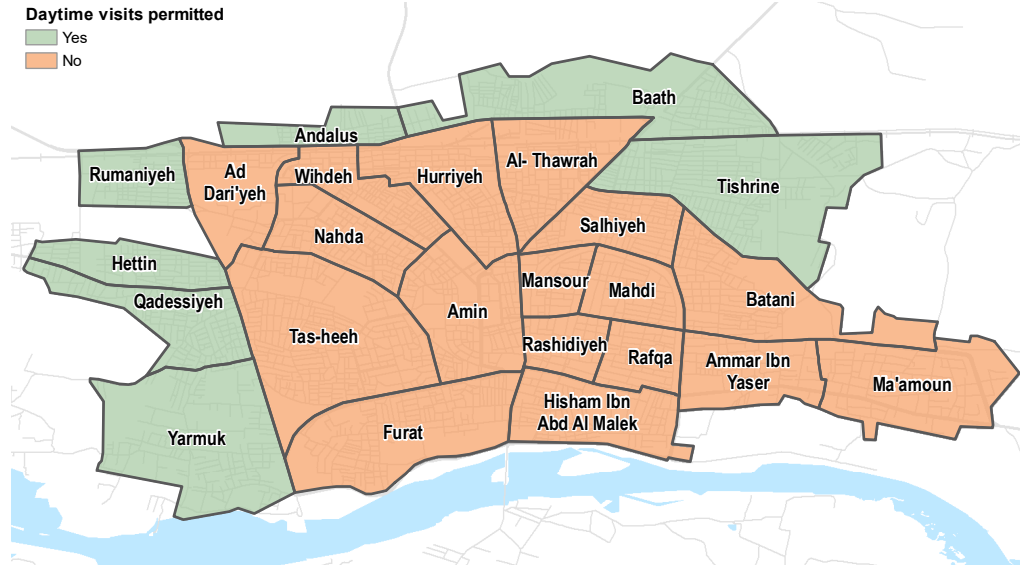 Daytime visits permitted
Yes
No
Baath
Andalus
Al- Thawrah
Ad
Dari'yeh
Wihdeh
Hurriyeh
Rumaniyeh
Tishrine
Salhiyeh
Nahda
Hettin
Mansour
Mahdi
Batani
Qadessiyeh
Amin
Tas-heeh
Rashidiyeh
Rafqa
Ammar Ibn
Yaser
Ma'amoun
Hisham Ibn
Abd Al Malek
Furat
Yarmuk